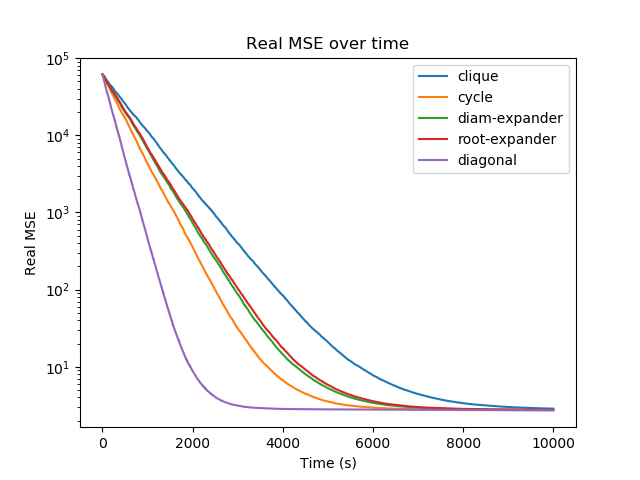 Real MSE over time
10^5
10^4
10^3
10^2
10^1
Real MSE
clique
cycle
diam-expander
root-expander
diagonal
0
2000
4000
6000
8000
10000
Time (s)